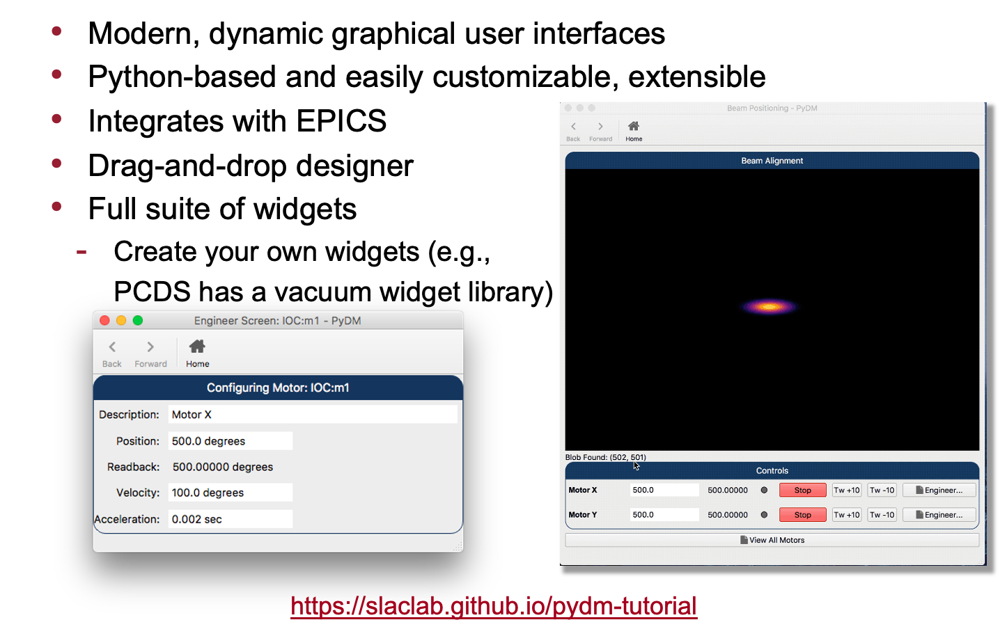 • Modern, dynamic graphical user interfaces
• Python-based and easily customizable, extensible
• Integrates with EPICS
• Drag-and-drop designer
• Full suite of widgets
- Create your own widgets (e.g.,
PCDS has a vacuum widget library)
Engineer Screen: IOC:m1 - PyDM
Back Forward Home
Configuring Motor: IOC:m1
Description: Motor X
Position: 500.0 degrees
Readback: 500.00000 degrees
Velocity: 100.0 degrees
Acceleration: 0.002 sec
Beam Positioning - PyDM
Back Forward Home
Beam Alignment
Blob Found: (502, 501)
Controls
Motor X 500.0 500.00000 Stop Tw +10 Tw -10 Engineer...
Motor Y 500.0 500.00000 Stop Tw +10 Tw -10 Engineer...
View All Motors
https://slaclab.github.io/pydm-tutorial